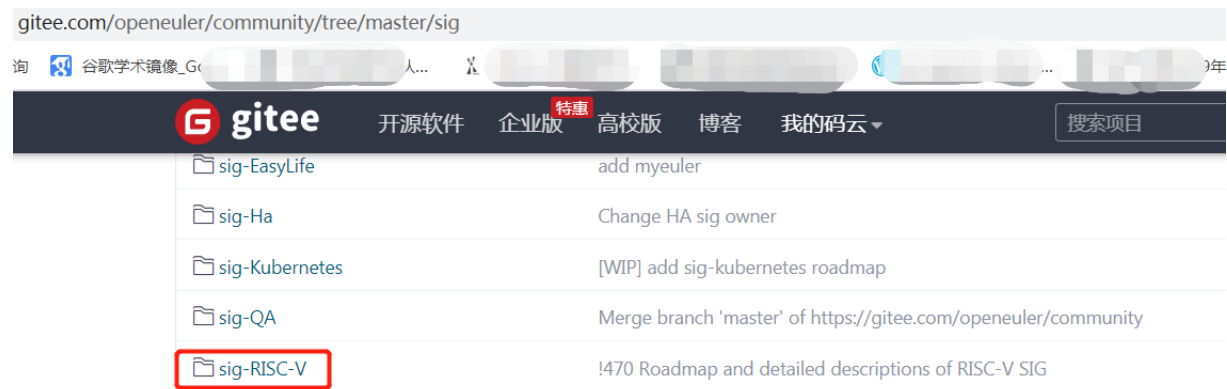 gitee.com/openeuler/community/tree/master/sig
询 谷歌学术镜像_Go 人... ... 9年
gitee 开源软件 企业版 特惠 高校版 博客 我的码云 搜索项目
sig-EasyLife add myeuler
sig-Ha Change HA sig owner
sig-Kubernetes [WIP] add sig-kubernetes roadmap
sig-QA Merge branch 'master' of https://gitee.com/openeuler/community
sig-RISC-V !470 Roadmap and detailed descriptions of RISC-V SIG